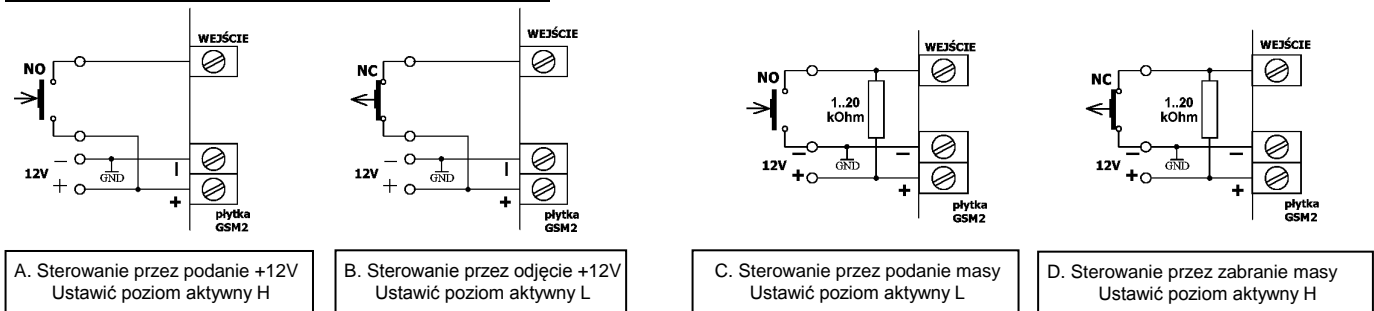 WEJŚCIE
NO
12V
–
+
GND
–
+
płytka
GSM2
A. Sterowanie przez podanie +12V
Ustawić poziom aktywny H
WEJŚCIE
NC
12V
–
+
GND
–
+
płytka
GSM2
B. Sterowanie przez odjęcie +12V
Ustawić poziom aktywny L
WEJŚCIE
NO
1..20
kOhm
12V
–
+
GND
–
+
płytka
GSM2
C. Sterowanie przez podanie masy
Ustawić poziom aktywny L
WEJŚCIE
NC
1..20
kOhm
12V
–
+
GND
–
+
płytka
GSM2
D. Sterowanie przez zabranie masy
Ustawić poziom aktywny H